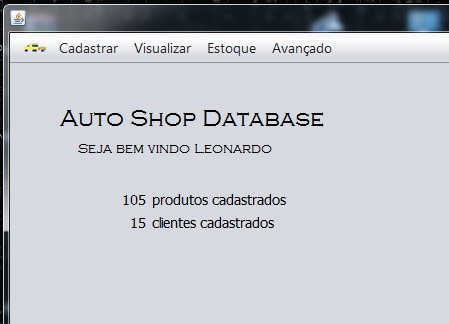 Cadastrar Visualizar Estoque Avançado
Auto Shop Database
Seja bem vindo Leonardo
105 produtos cadastrados
15 clientes cadastrados